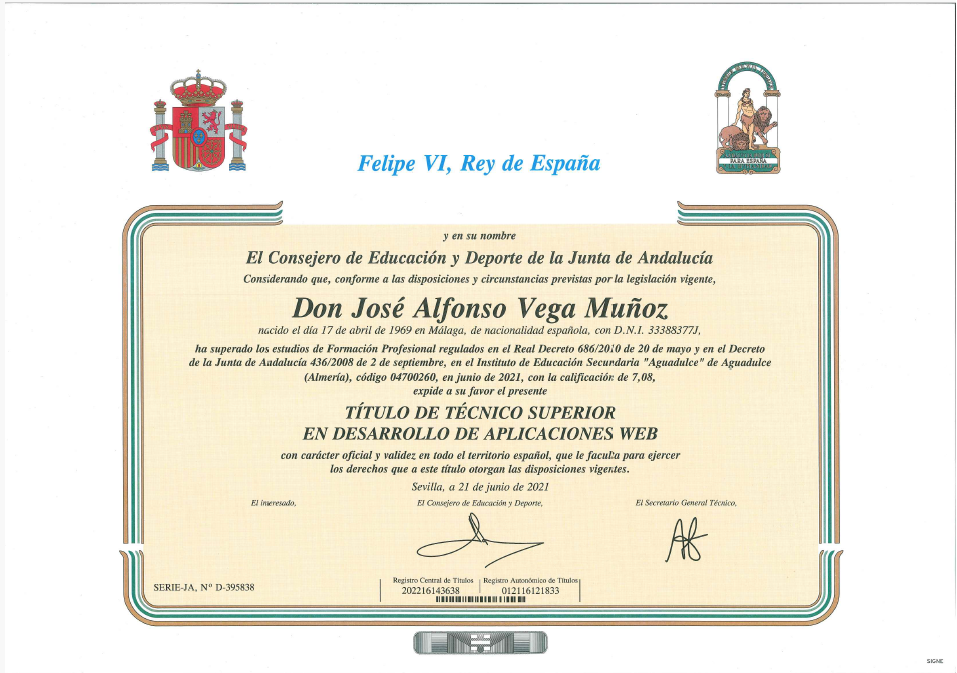 PARA ESPAÑA
Felipe VI, Rey de España
y en su nombre
El Consejero de Educación y Deporte de la Junta de Andalucía
Considerando que, conforme a las disposiciones y circunstancias previstas por la legislación vigente,
Don José Alfonso Vega Muñoz
nacido el día 17 de abril de 1969 en Málaga, de nacionalidad española, con D.N.I. 33388377J,
ha superado los estudios de Formación Profesional regulados en el Real Decreto 686/2010 de 20 de mayo y en el Decreto
de la Junta de Andalucía 436/2008 de 2 de septiembre, en el Instituto de Educación Secundaria "Aguadulce" de Aguadulce
(Almería), código 04700260, en junio de 2021, con la calificación de 7,08,
expide a su favor el presente
TÍTULO DE TÉCNICO SUPERIOR
EN DESARROLLO DE APLICACIONES WEB
con carácter oficial y validez en todo el territorio español, que le faculta para ejercer
los derechos que a este título otorgan las disposiciones vigentes.
Sevilla, a 21 de junio de 2021
El interesado, El Consejero de Educación y Deporte, El Secretario General Técnico,
SERIE-JA, Nº D-395838
Registro Central de Títulos Registro Autonómico de Títulos
202216143638 012116121833
SIGNE